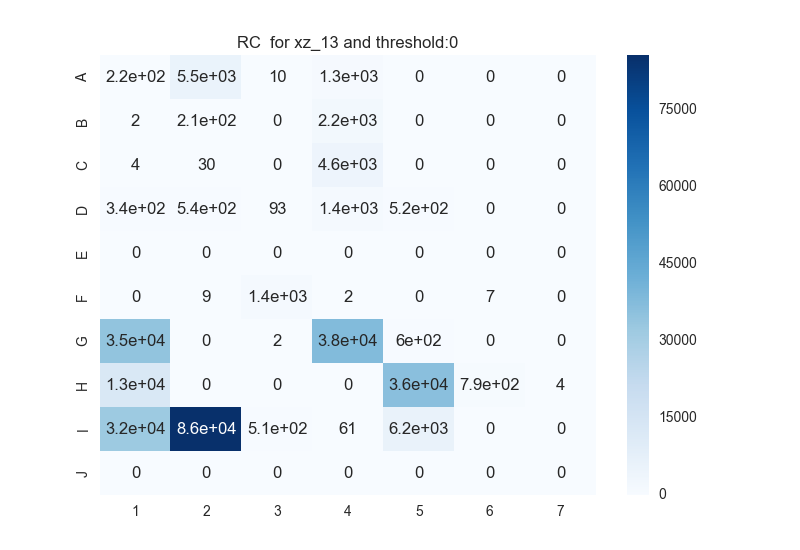 RC for xz_13 and threshold:0
A 2.2e+02 5.5e+03 10 1.3e+03 0 0 0
B 2 2.1e+02 0 2.2e+03 0 0 0
C 4 30 0 4.6e+03 0 0 0
D 3.4e+02 5.4e+02 93 1.4e+03 5.2e+02 0 0
E 0 0 0 0 0 0 0
F 0 9 1.4e+03 2 0 7 0
G 3.5e+04 0 2 3.8e+04 6e+02 0 0
H 1.3e+04 0 0 0 3.6e+04 7.9e+02 4
I 3.2e+04 8.6e+04 5.1e+02 61 6.2e+03 0 0
J 0 0 0 0 0 0 0
1 2 3 4 5 6 7
75000
60000
45000
30000
15000
0